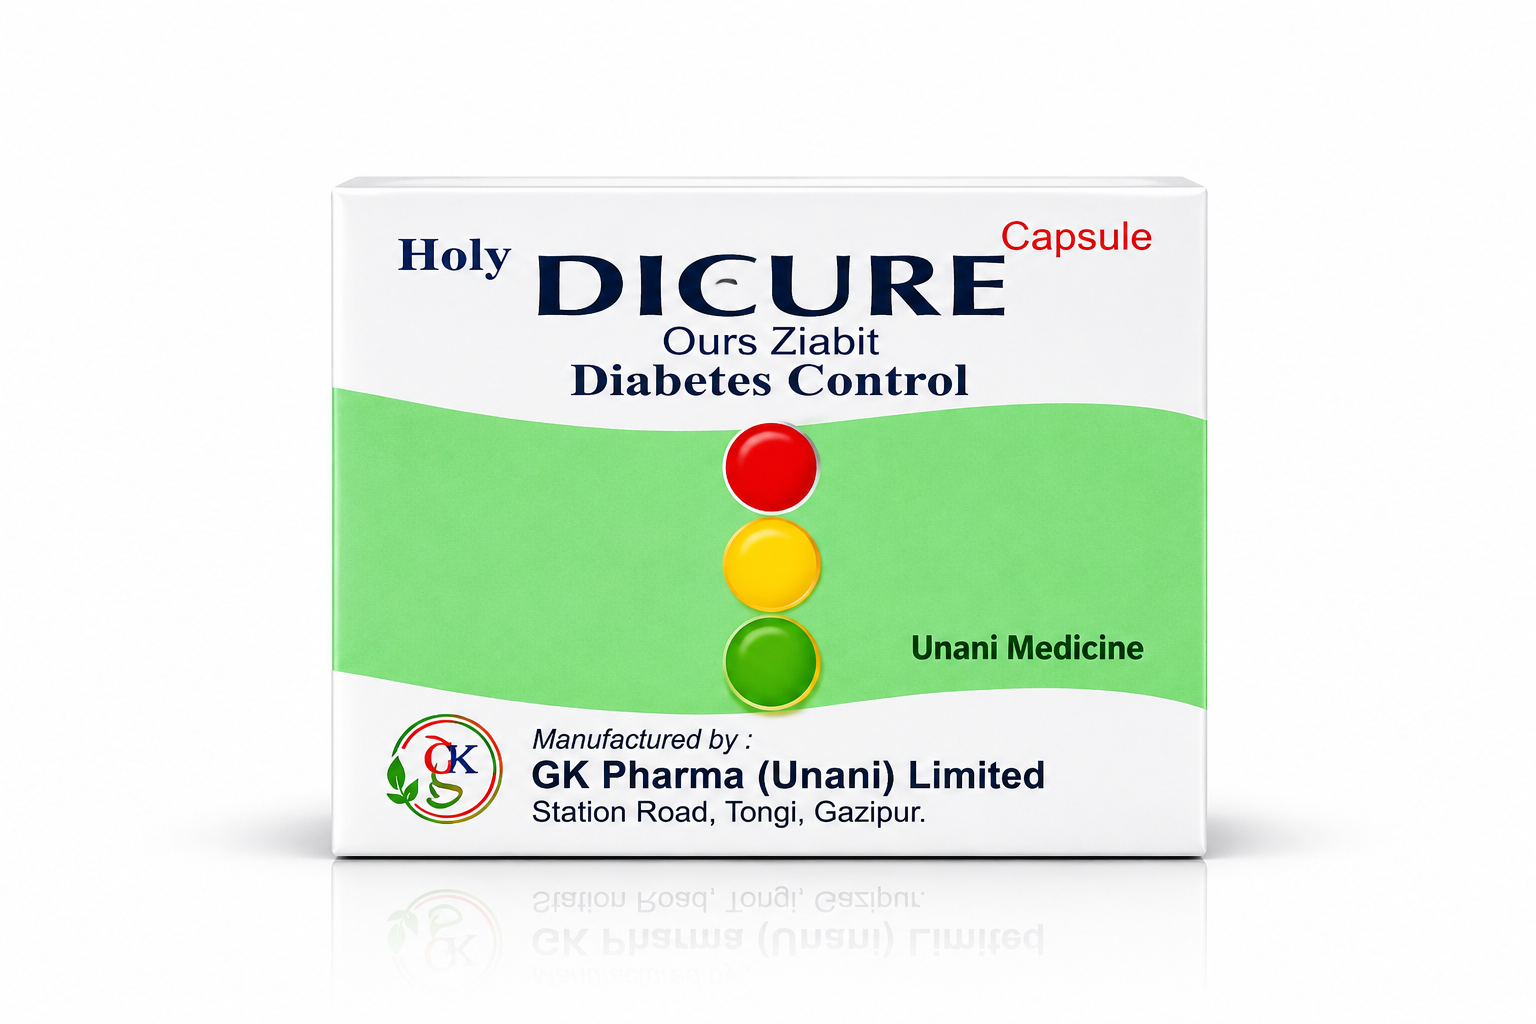 Holy
DICURE
Capsule
Ours Ziabit
Diabetes Control
Unani Medicine
GK
Manufactured by :
GK Pharma (Unani) Limited
Station Road, Tongi, Gazipur.